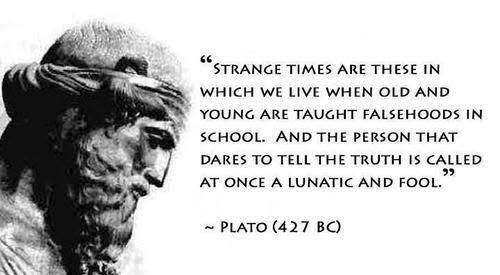 “STRANGE TIMES ARE THESE IN
WHICH WE LIVE WHEN OLD AND
YOUNG ARE TAUGHT FALSEHOODS IN
SCHOOL. AND THE PERSON THAT
DARES TO TELL THE TRUTH IS CALLED
AT ONCE A LUNATIC AND FOOL.”
~ PLATO (427 BC)